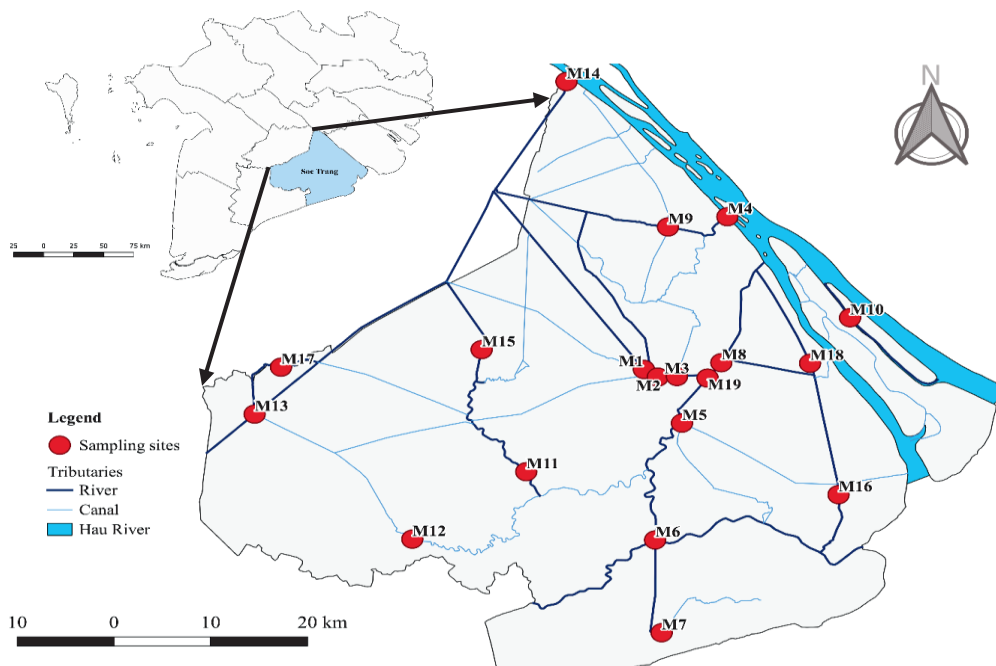 N
M14
Soc Trang
M4
M9
25 0 25 50 75 km
M10
M15
M1
M8
M18
M17
M2
M3
M19
M13
Legend
M5
Sampling sites
Tributaries
M11
River
M16
Canal
Hau River
M12
M6
10 0 10 20 km
M7